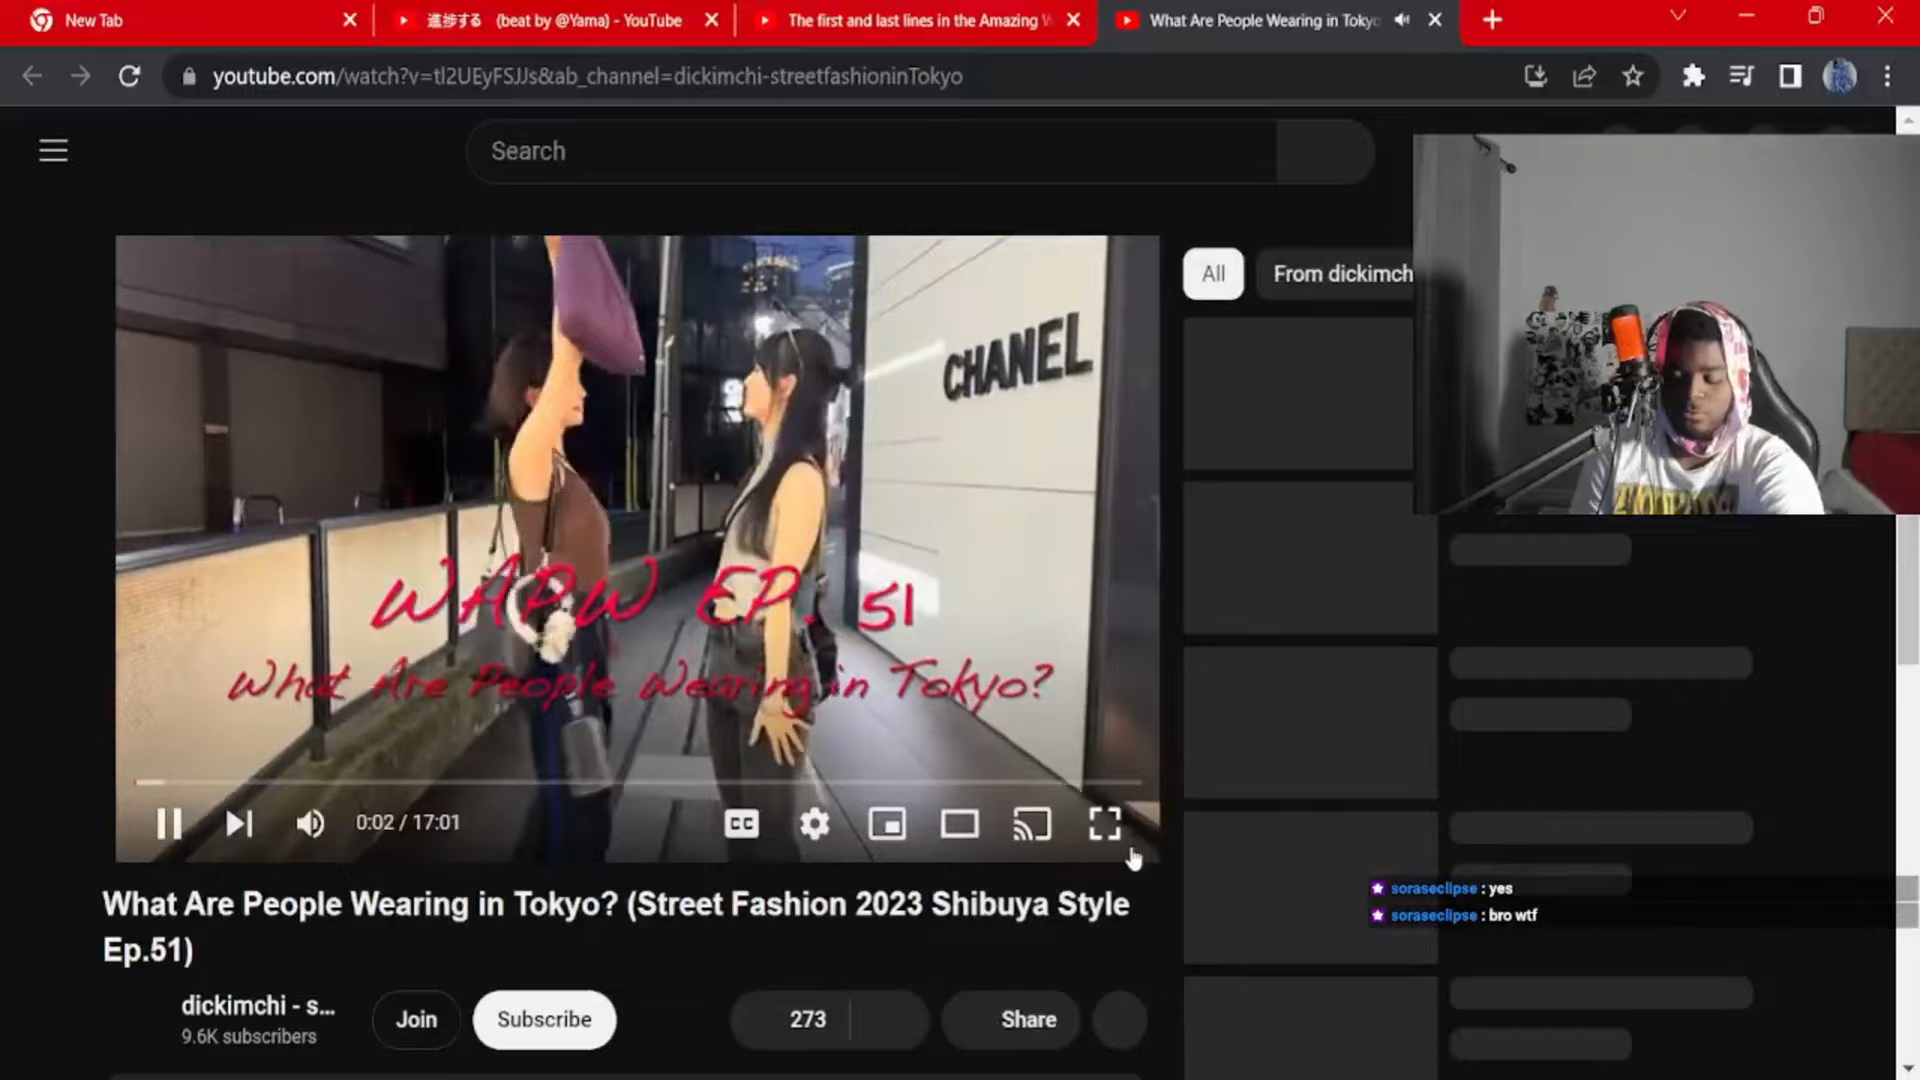 New Tab
進捗する (beat by @Yama) - YouTube
The first and last lines in the Amazing W
What Are People Wearing in Tokyo
youtube.com/watch?v=tl2UEyFSJJs&ab_channel=dickimchi-streetfashioninTokyo
Search
All
From dickimch
CHANEL
WAPW EP. 51
What Are People Wearing in Tokyo?
0:02 / 17:01
CC
What Are People Wearing in Tokyo? (Street Fashion 2023 Shibuya Style
Ep.51)
dickimchi - s...
9.6K subscribers
Join
Subscribe
273
Share
soraseclipse : yes
soraseclipse : bro wtf